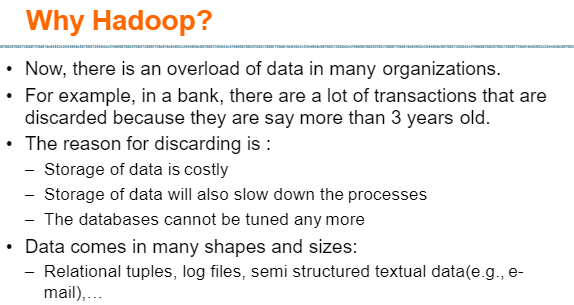 Why Hadoop?
• Now, there is an overload of data in many organizations.
• For example, in a bank, there are a lot of transactions that are
discarded because they are say more than 3 years old.
• The reason for discarding is :
– Storage of data is costly
– Storage of data will also slow down the processes
– The databases cannot be tuned any more
• Data comes in many shapes and sizes:
– Relational tuples, log files, semi structured textual data(e.g., e-
mail),…